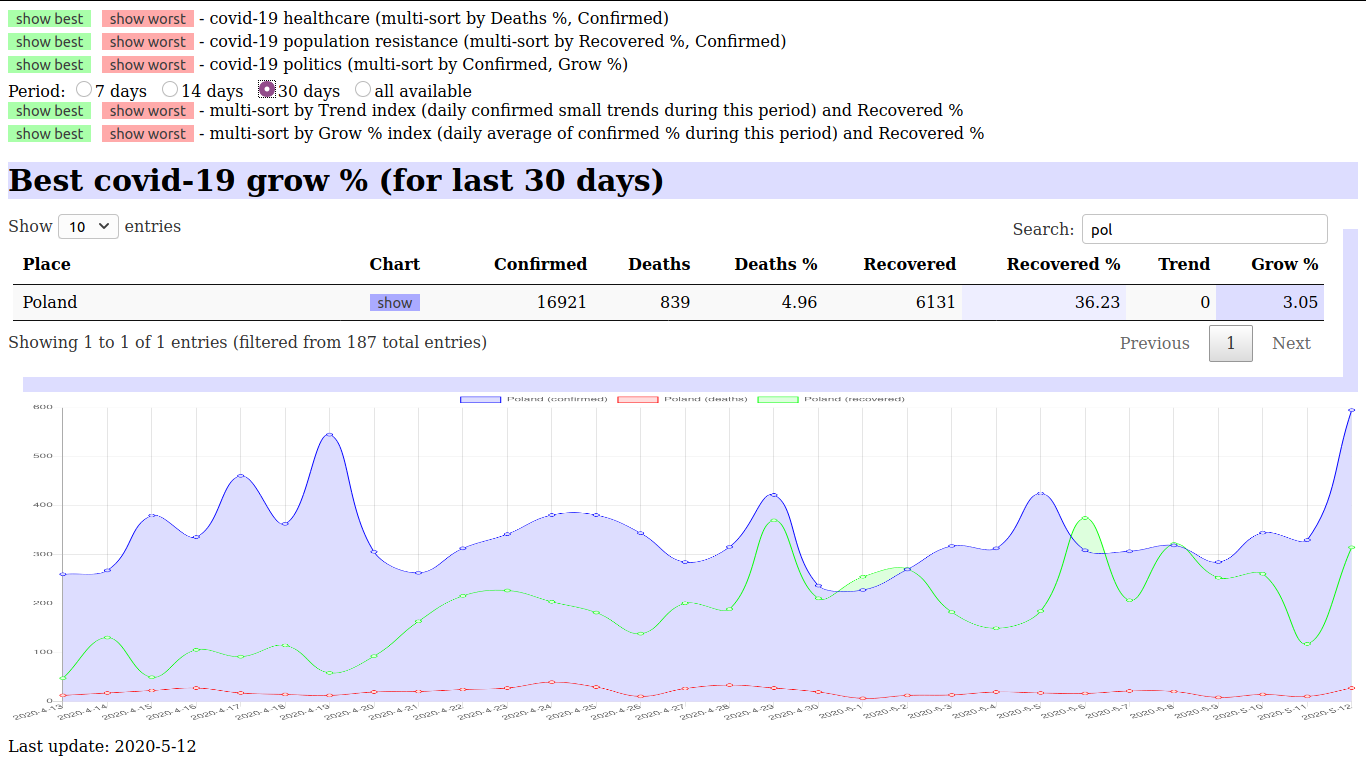 show best show worst - covid-19 healthcare (multi-sort by Deaths %, Confirmed)
show best show worst - covid-19 population resistance (multi-sort by Recovered %, Confirmed)
show best show worst - covid-19 politics (multi-sort by Confirmed, Grow %)
Period: 7 days 14 days 30 days all available
show best show worst - multi-sort by Trend index (daily confirmed small trends during this period) and Recovered %
show best show worst - multi-sort by Grow % index (daily average of confirmed % during this period) and Recovered %
Best covid-19 grow % (for last 30 days)
Show 10 entries Search: pol
Place Chart Confirmed Deaths Deaths % Recovered Recovered % Trend Grow %
Poland show 16921 839 4.96 6131 36.23 0 3.05
Showing 1 to 1 of 1 entries (filtered from 187 total entries) Previous 1 Next
Poland (confirmed) Poland (deaths) Poland (recovered)
600
500
400
300
200
100
0
2020-4-13 2020-4-14 2020-4-15 2020-4-16 2020-4-17 2020-4-18 2020-4-19 2020-4-20 2020-4-21 2020-4-22 2020-4-23 2020-4-24 2020-4-25 2020-4-26 2020-4-27 2020-4-28 2020-4-29 2020-4-30 2020-5-1 2020-5-2 2020-5-3 2020-5-4 2020-5-5 2020-5-6 2020-5-7 2020-5-8 2020-5-9 2020-5-10 2020-5-11 2020-5-12
Last update: 2020-5-12